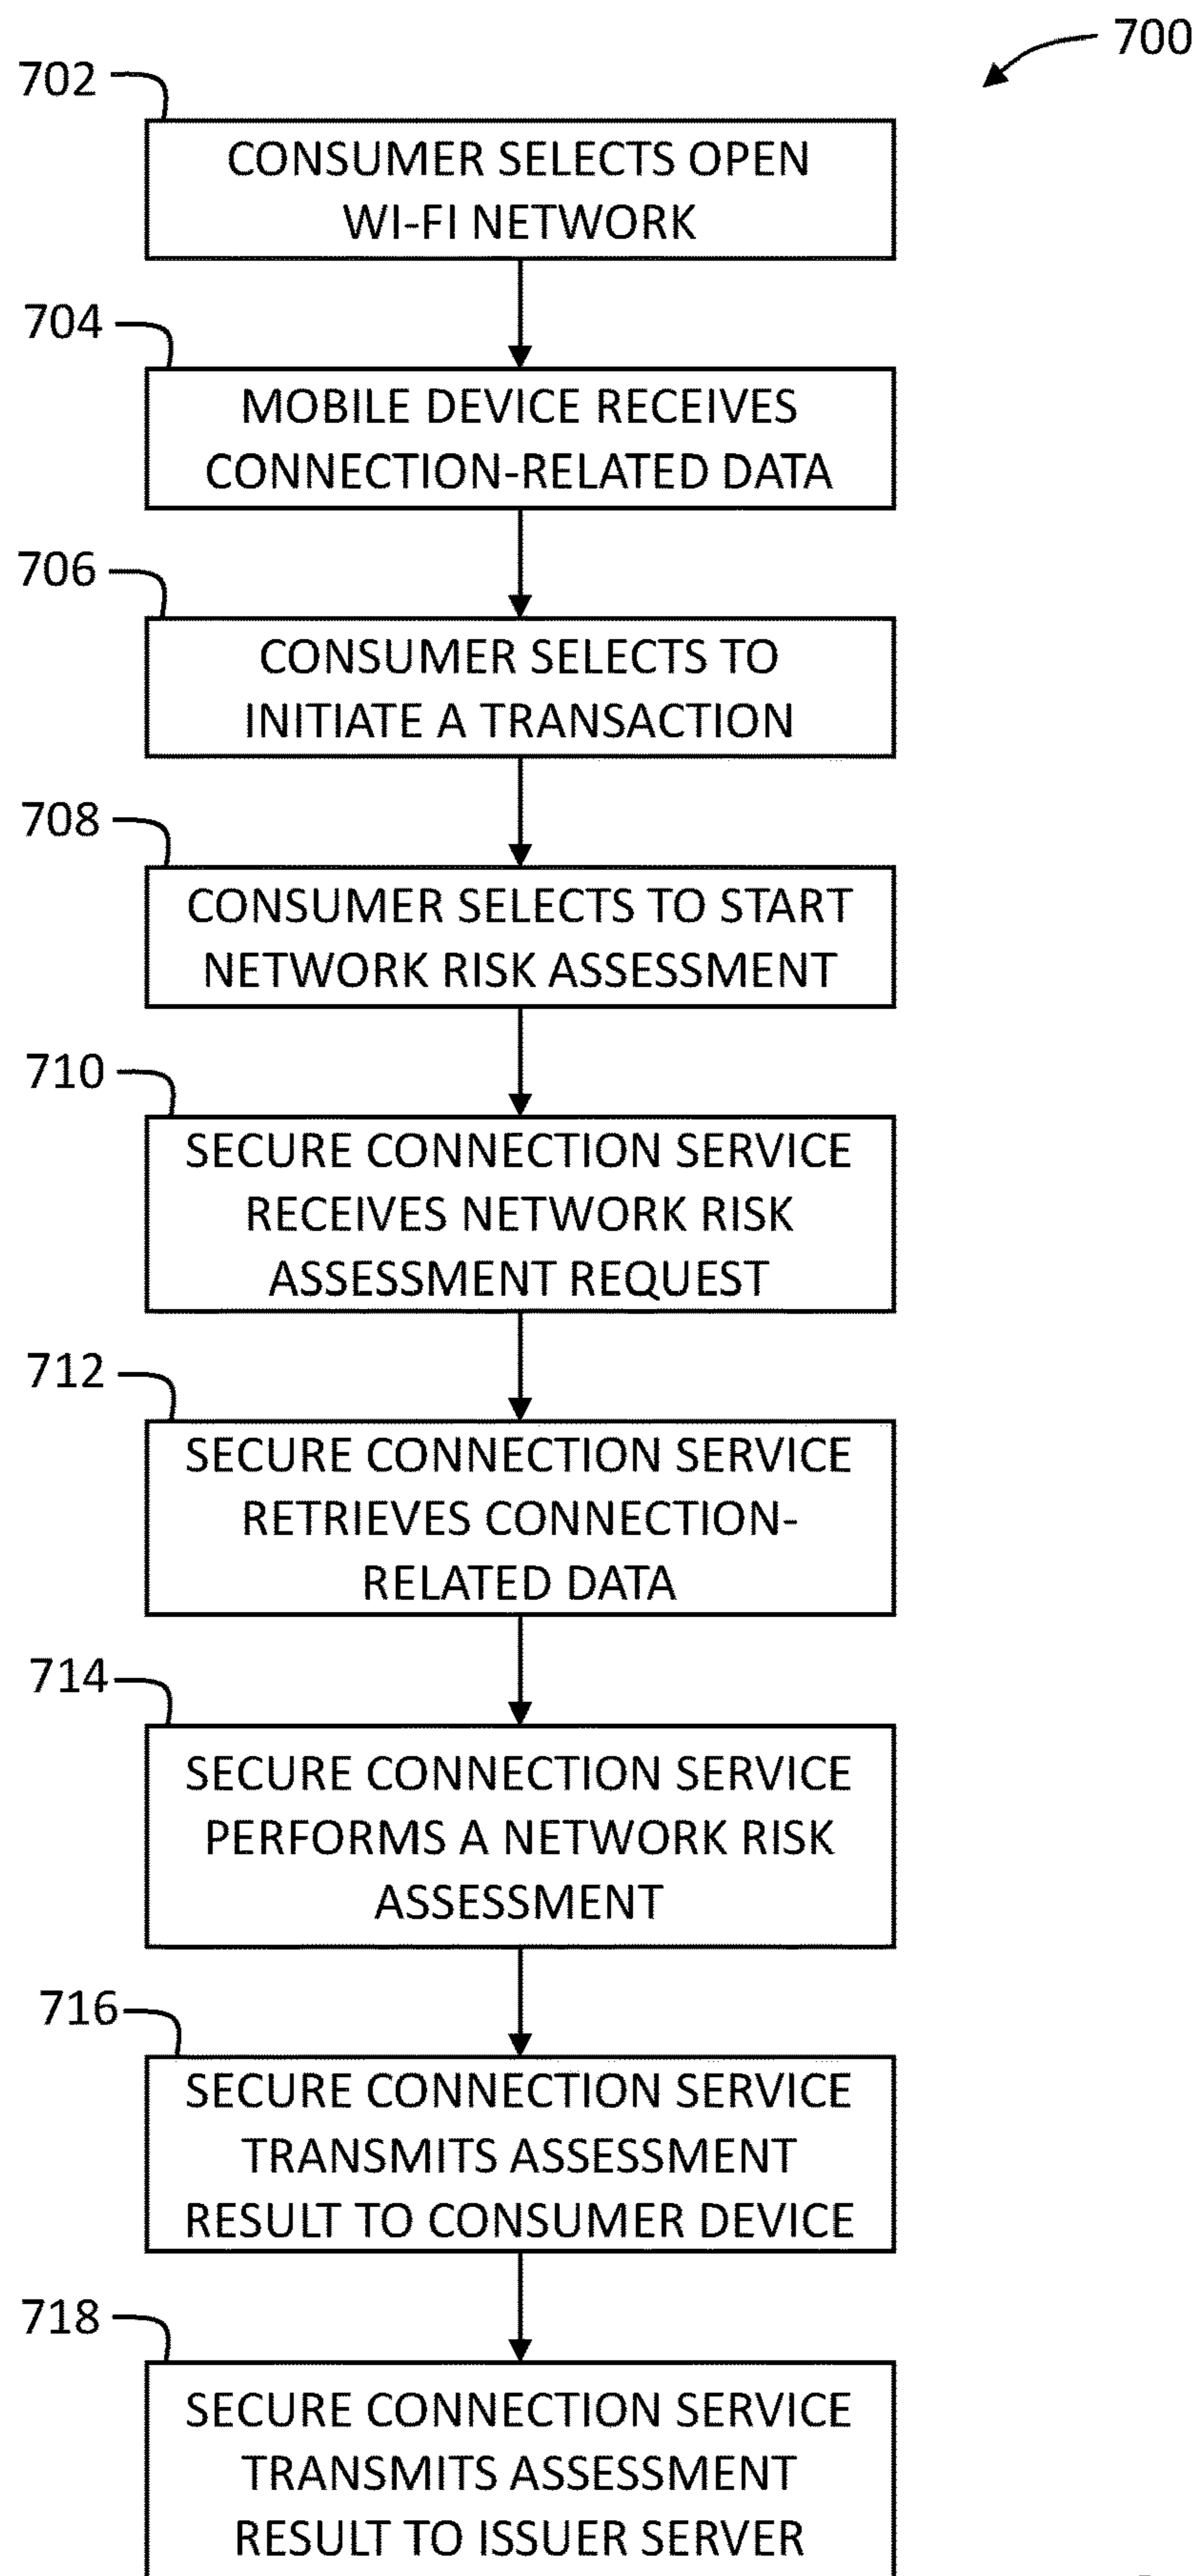 700
702
CONSUMER SELECTS OPEN
WI-FI NETWORK
704
MOBILE DEVICE RECEIVES
CONNECTION-RELATED DATA
706
CONSUMER SELECTS TO
INITIATE A TRANSACTION
708
CONSUMER SELECTS TO START
NETWORK RISK ASSESSMENT
710
SECURE CONNECTION SERVICE
RECEIVES NETWORK RISK
ASSESSMENT REQUEST
712
SECURE CONNECTION SERVICE
RETRIEVES CONNECTION-
RELATED DATA
714
SECURE CONNECTION SERVICE
PERFORMS A NETWORK RISK
ASSESSMENT
716
SECURE CONNECTION SERVICE
TRANSMITS ASSESSMENT
RESULT TO CONSUMER DEVICE
718
SECURE CONNECTION SERVICE
TRANSMITS ASSESSMENT
RESULT TO ISSUER SERVER